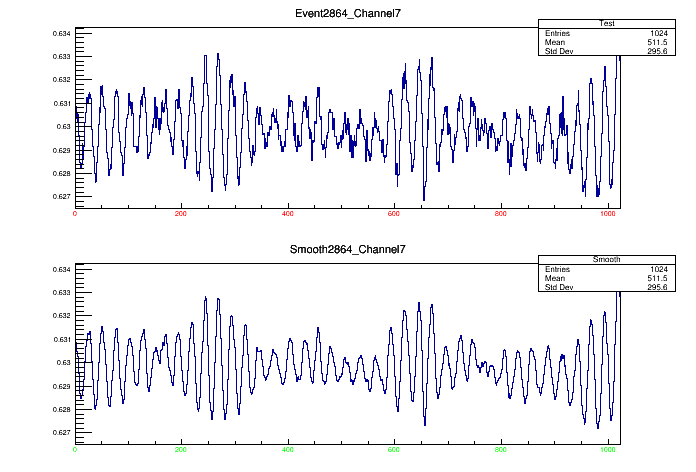 Event2864_Channel7
Test
Entries 1024
Mean 511.5
Std Dev 295.6
0.634
0.633
0.632
0.631
0.63
0.629
0.628
0.627
0 200 400 600 800 1000
Smooth2864_Channel7
Smooth
Entries 1024
Mean 511.5
Std Dev 295.6
0.634
0.633
0.632
0.631
0.63
0.629
0.628
0.627
0 200 400 600 800 1000